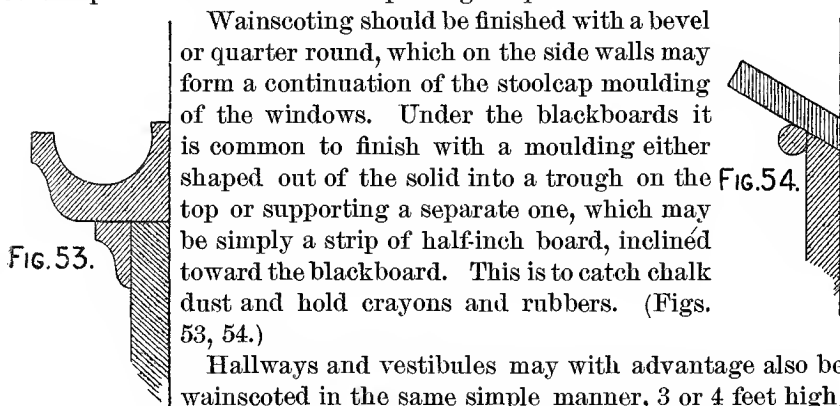 Wainscoting should be finished with a bevel
or quarter round, which on the side walls may
form a continuation of the stoolcap moulding
of the windows. Under the blackboards it
is common to finish with a moulding either
shaped out of the solid into a trough on the
top or supporting a separate one, which may
be simply a strip of half-inch board, inclined
toward the blackboard. This is to catch chalk
dust and hold crayons and rubbers. (Figs.
53, 54.)
FIG. 53.
FIG. 54.
Hallways and vestibules may with advantage also be
wainscoted in the same simple manner, 3 or 4 feet high